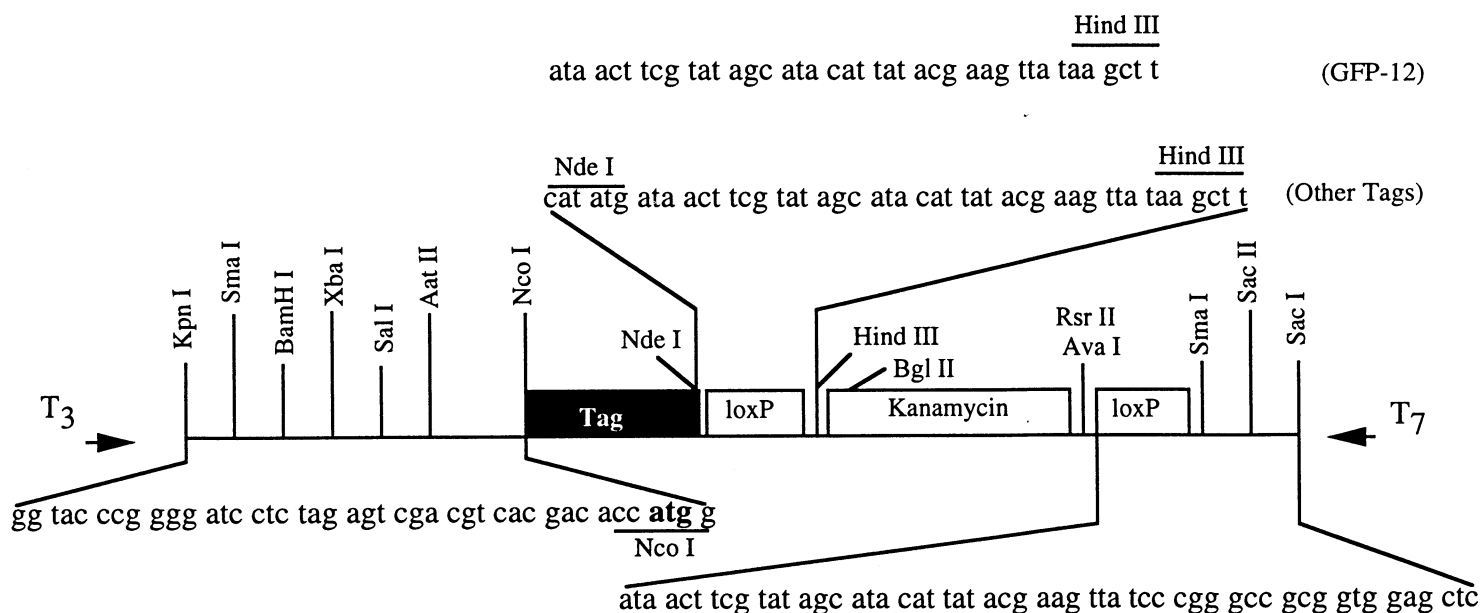 Hind III
ata act tcg tat agc ata cat tat acg aag tta taa gct t (GFP-12)
Nde I Hind III
cat atg ata act tcg tat agc ata cat tat acg aag tta taa gct t (Other Tags)
Kpn I
Sma I
BamH I
Xba I
Sal I
Aat II
Nco I
Nde I
Hind III
Bgl II
Rsr II
Ava I
Sma I
Sac II
Sac I
T3 Tag loxP Kanamycin loxP T7
gg tac ccg ggg atc ctc tag agt cga cgt cac gac acc atg g
Nco I
ata act tcg tat agc ata cat tat acg aag tta tcc cgg gcc gcg gtg gag ctc